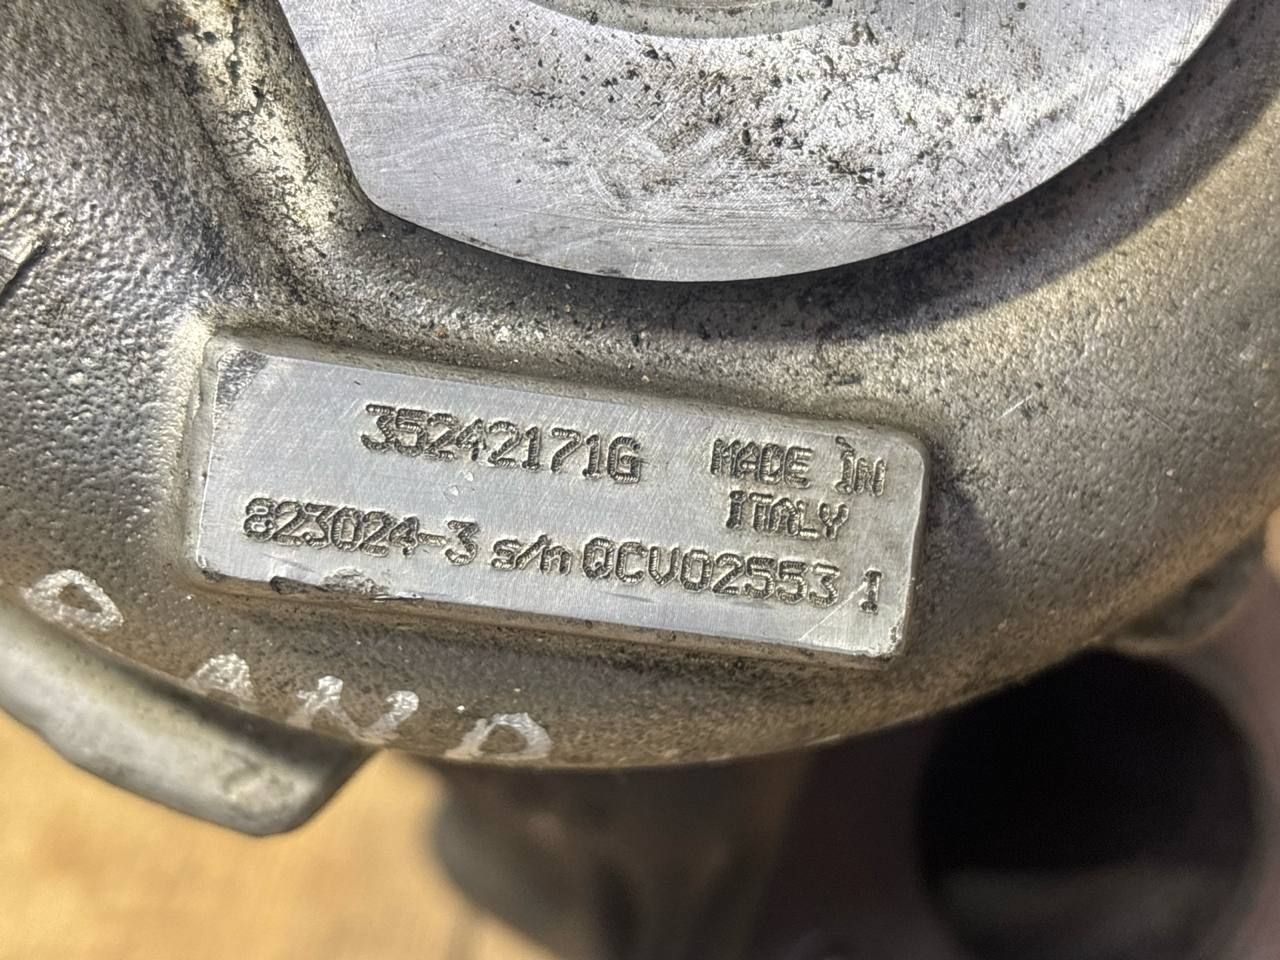 35242171G MADE IN
ITALY
823024-3 s/n QCV02553 I